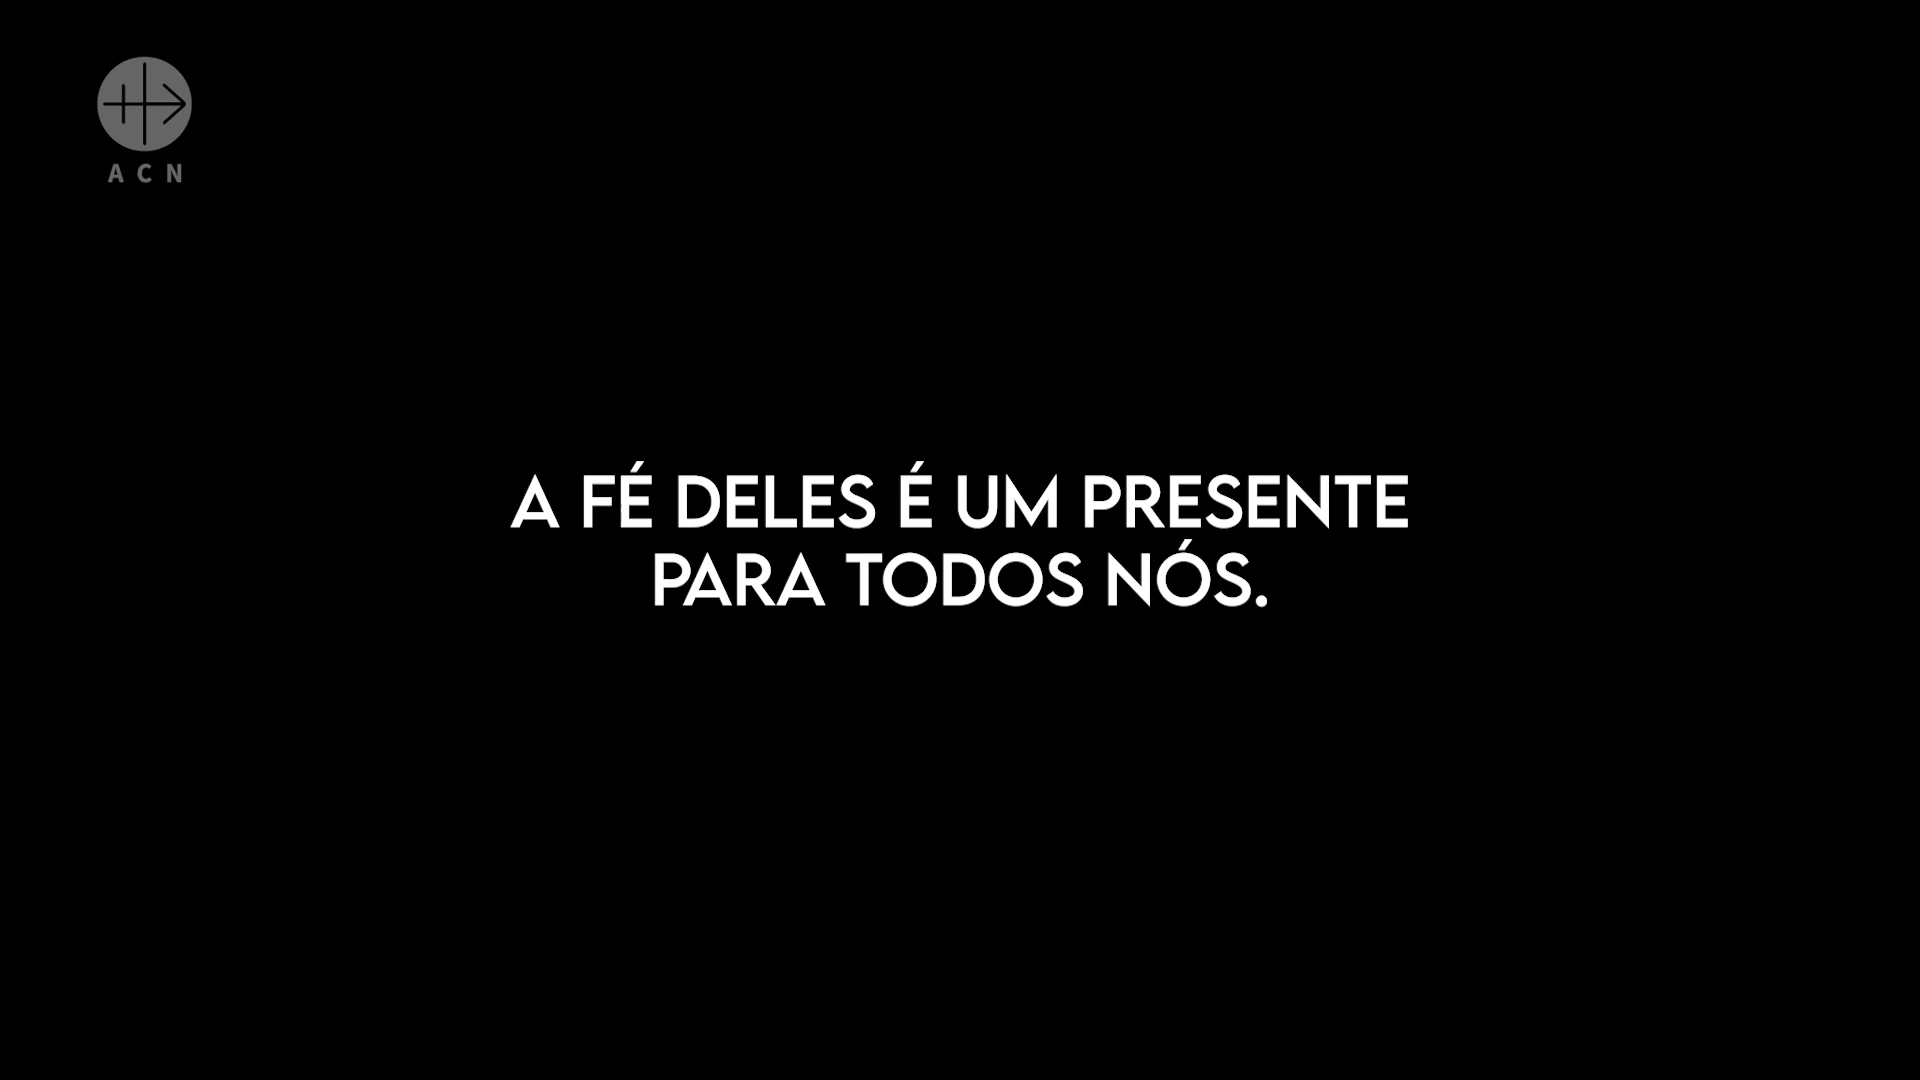 ACN
A FÉ DELES É UM PRESENTE
PARA TODOS NÓS.